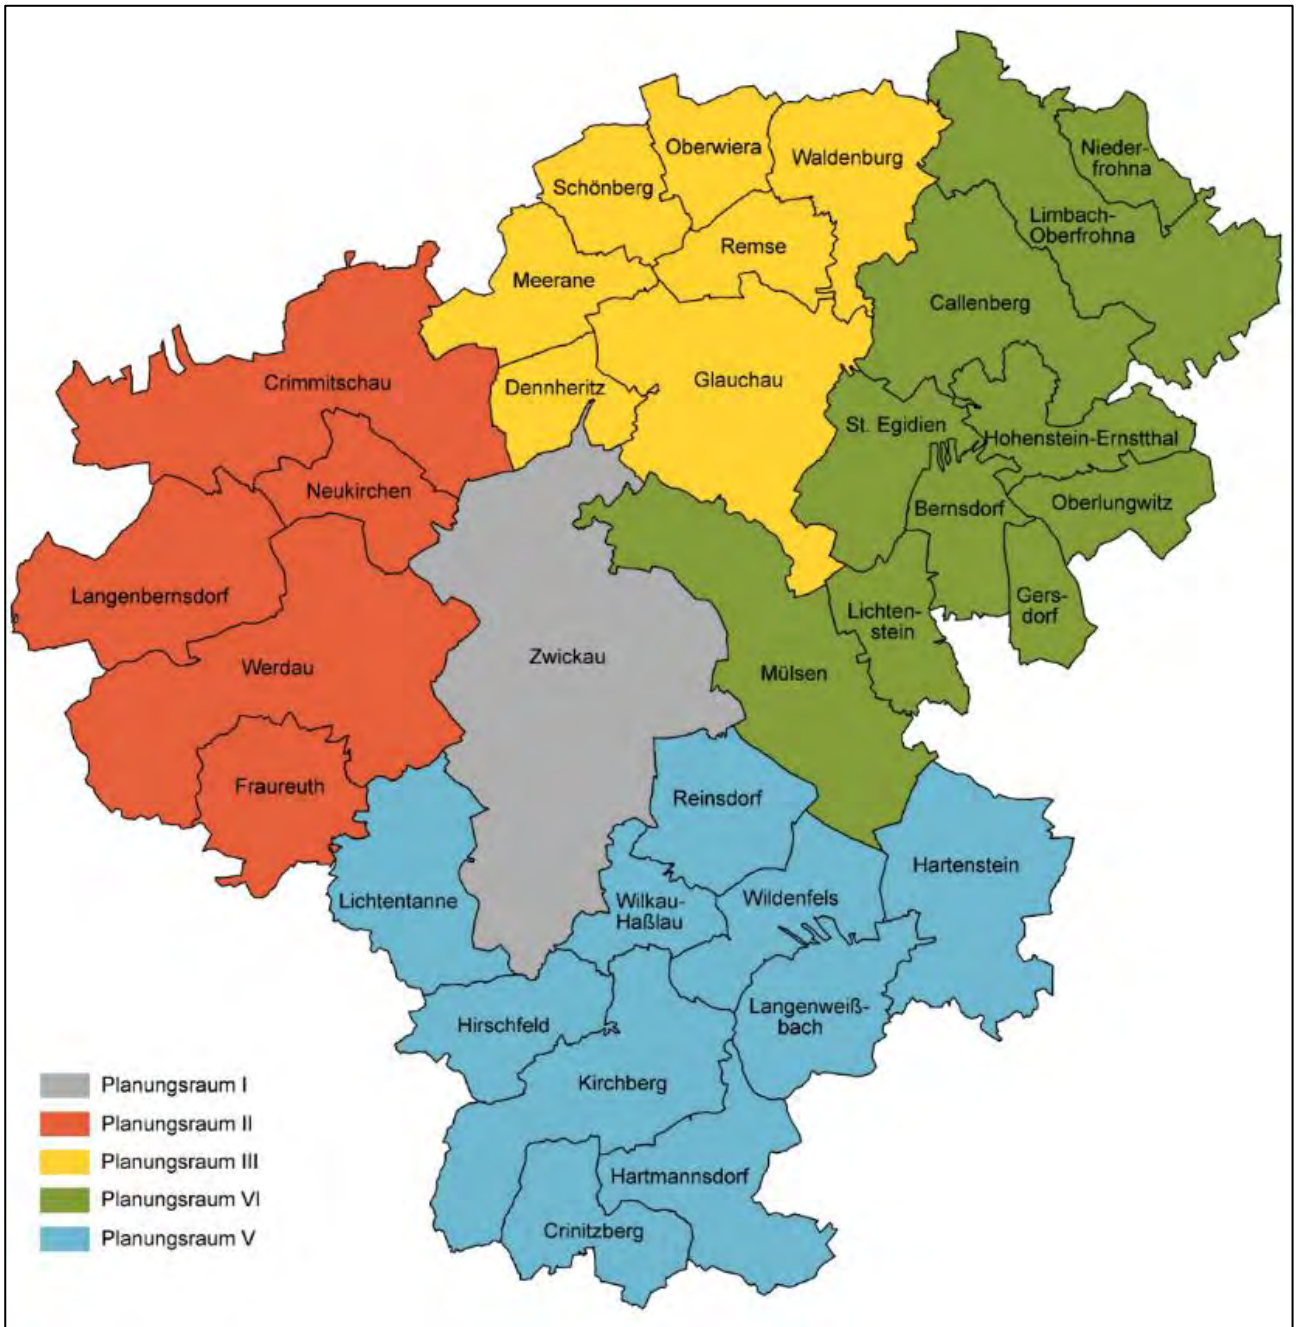 Oberwiera
Waldenburg
Nieder-
frohna
Schönberg
Limbach-
Oberfrohna
Remse
Meerane
Callenberg
Crimmitschau
Dennheritz
Glauchau
St. Egidien
Hohenstein-Ernstthal
Neukirchen
Bernsdorf
Oberlungwitz
Langenbernsdorf
Lichten-
stein
Gers-
dorf
Werdau
Zwickau
Mülsen
Fraureuth
Reinsdorf
Hartenstein
Lichtentanne
Wilkau-
Haßlau
Wildenfels
Langenweiß-
bach
Hirschfeld
Kirchberg
Hartmannsdorf
Crinitzberg
Planungsraum I
Planungsraum II
Planungsraum III
Planungsraum VI
Planungsraum V